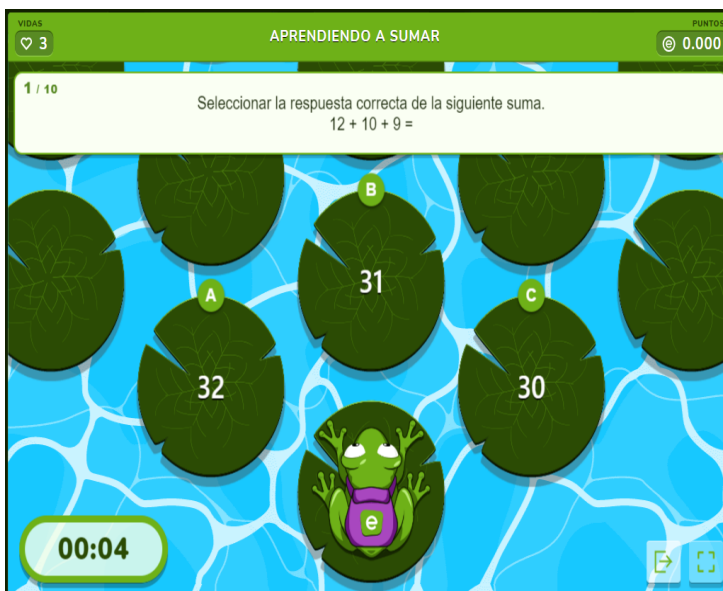 VIDAS
3
APRENDIENDO A SUMAR
PUNTOS
e 0.000
1 / 10
Seleccionar la respuesta correcta de la siguiente suma.
12 + 10 + 9 =
B
31
A
32
C
30
e
00:04